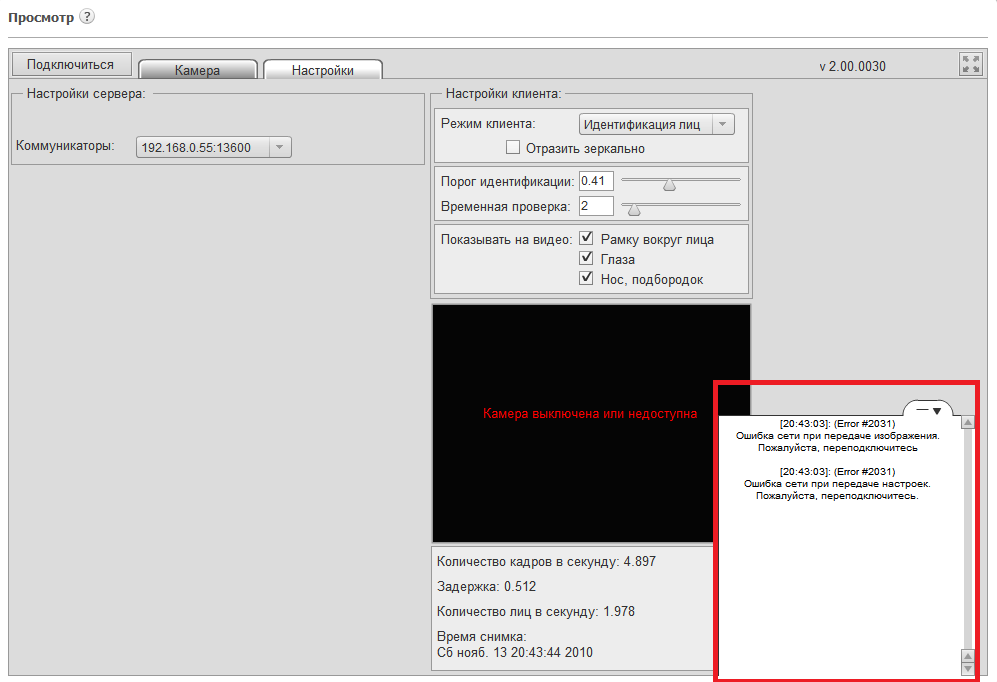 Просмотр ?
Подключиться
Камера
Настройки
v 2.00.0030
Настройки сервера:
Коммуникаторы:
192.168.0.55:13600
Настройки клиента:
Режим клиента:
Идентификация лиц
Отразить зеркально
Порог идентификации:
0.41
Временная проверка:
2
Показывать на видео:
Рамку вокруг лица
Глаза
Нос, подбородок
Камера выключена или недоступна
Количество кадров в секунду: 4.897
Задержка: 0.512
Количество лиц в секунду: 1.978
Время снимка:
Сб нояб. 13 20:43:44 2010
[20:43:03]: (Error #2031)
Ошибка сети при передаче изображения.
Пожалуйста, переподключитесь
[20:43:03]: (Error #2031)
Ошибка сети при передаче настроек.
Пожалуйста, переподключитесь.